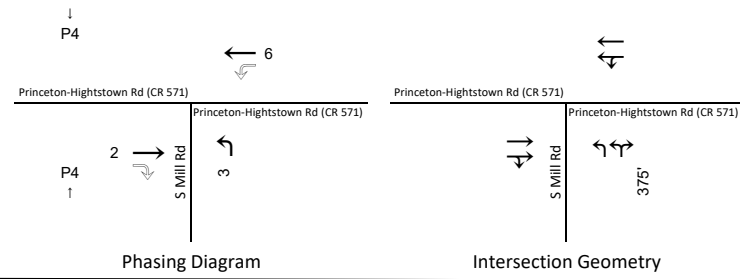 P4
6
Princeton-Hightstown Rd (CR 571)
Princeton-Hightstown Rd (CR 571)
2
P4
S Mill Rd
3
Phasing Diagram
Princeton-Hightstown Rd (CR 571)
Princeton-Hightstown Rd (CR 571)
S Mill Rd
375'
Intersection Geometry